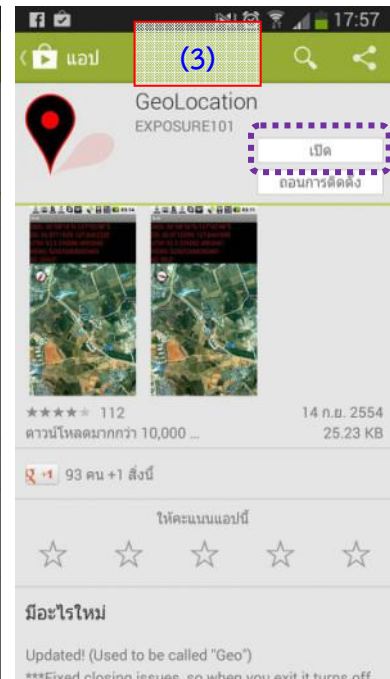 17:57
แอป
(3)
GeoLocation
EXPOSURE101
เปิด
ถอนการติดตั้ง
★★★★★ 112
14 ก.ย. 2554
ดาวน์โหลดมากกว่า 10,000 ...
25.23 KB
g +1 93 คน +1 สิ่งนี้
ให้คะแนนแอปนี้
มีอะไรใหม่
Updated! (Used to be called "Geo")
***Fixed closing issues, so when you exit it turns off